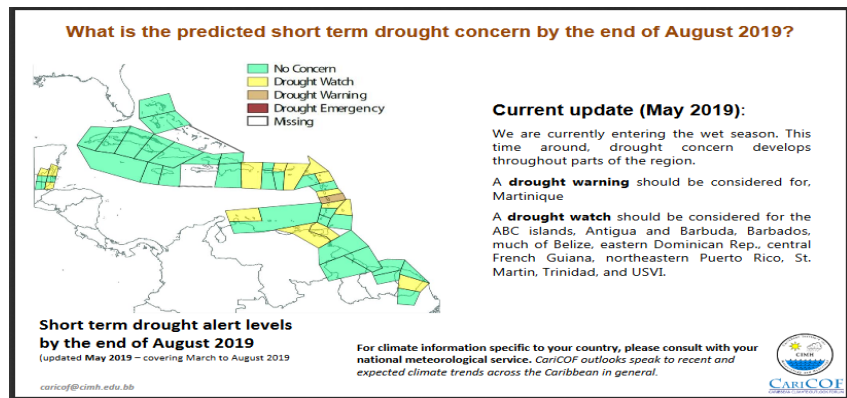 What is the predicted short term drought concern by the end of August 2019?
No Concern
Drought Watch
Drought Warning
Drought Emergency
Missing
Current update (May 2019):
We are currently entering the wet season. This
time around, drought concern develops
throughout parts of the region.
A drought warning should be considered for,
Martinique
A drought watch should be considered for the
ABC islands, Antigua and Barbuda, Barbados,
much of Belize, eastern Dominican Rep., central
French Guiana, northeastern Puerto Rico, St.
Martin, Trinidad, and USVI.
Short term drought alert levels
by the end of August 2019
(updated May 2019 – covering March to August 2019
For climate information specific to your country, please consult with your
national meteorological service. CariCOF outlooks speak to recent and
expected climate trends across the Caribbean in general.
caricof@cimh.edu.bb
CIMH
CARICOF